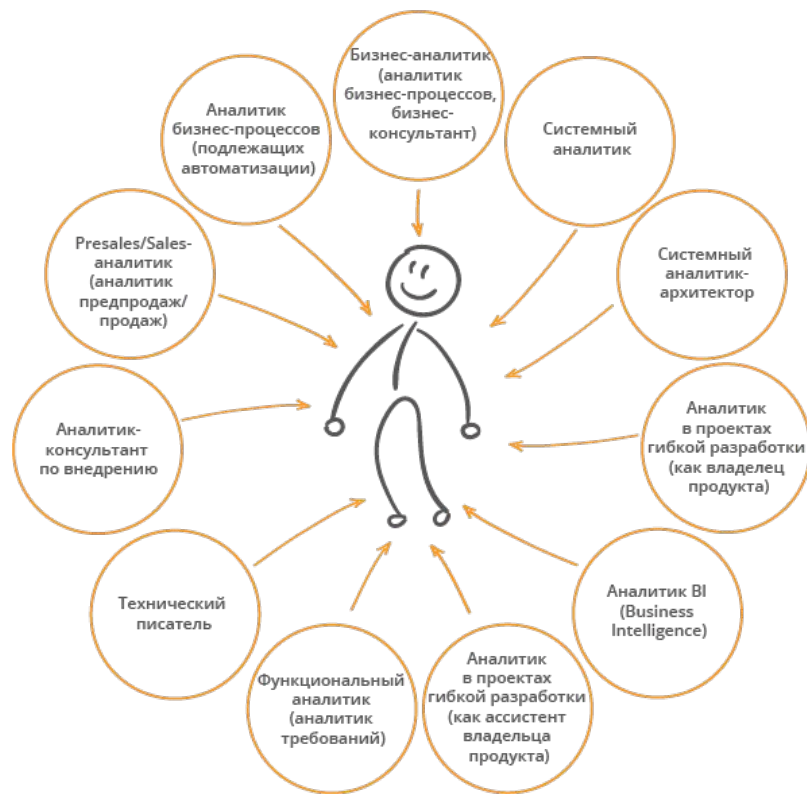 Бизнес-аналитик
(аналитик
бизнес-процессов,
бизнес-
консультант)
Системный
аналитик
Системный
аналитик-
архитектор
Аналитик
в проектах
гибкой разработки
(как владелец
продукта)
Аналитик BI
(Business
Intelligence)
Аналитик
в проектах
гибкой разработки
(как ассистент
владельца
продукта)
Функциональный
аналитик
(аналитик
требований)
Технический
писатель
Аналитик-
консультант
по внедрению
Presales/Sales-
аналитик
(аналитик
предпродаж/
продаж)
Аналитик
бизнес-процессов
(подлежащих
автоматизации)